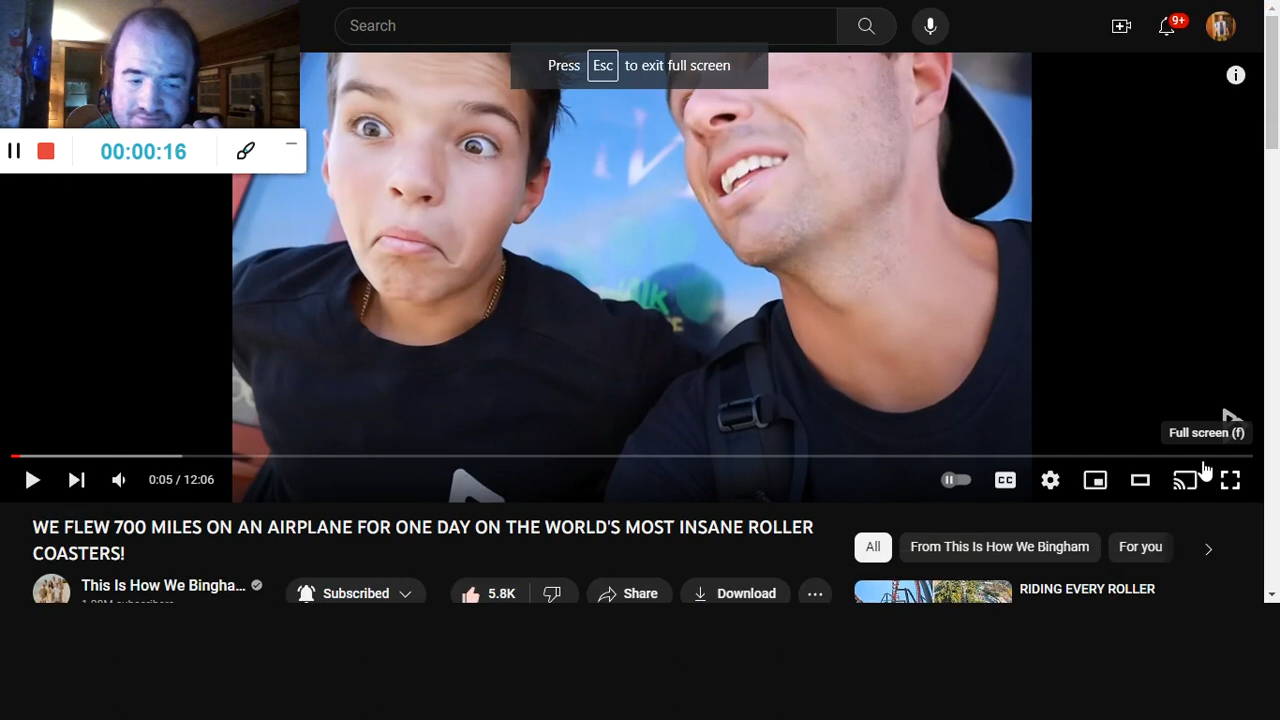 Search
9+
Press Esc to exit full screen
00:00:16
Full screen (f)
0:05 / 12:06
CC
WE FLEW 700 MILES ON AN AIRPLANE FOR ONE DAY ON THE WORLD'S MOST INSANE ROLLER
COASTERS!
All
From This Is How We Bingham
For you
This Is How We Bingha...
Subscribed
5.8K
Share
Download
RIDING EVERY ROLLER